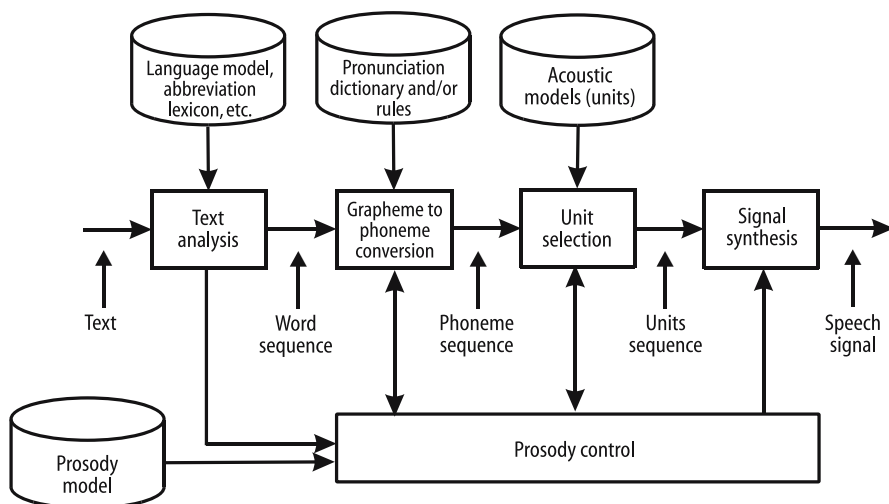 Language model,
abbreviation
lexicon, etc.
Pronunciation
dictionary and/or
rules
Acoustic
models (units)
Text
analysis
Grapheme to
phoneme
conversion
Unit
selection
Signal
synthesis
Text
Word
sequence
Phoneme
sequence
Units
sequence
Speech
signal
Prosody
model
Prosody control